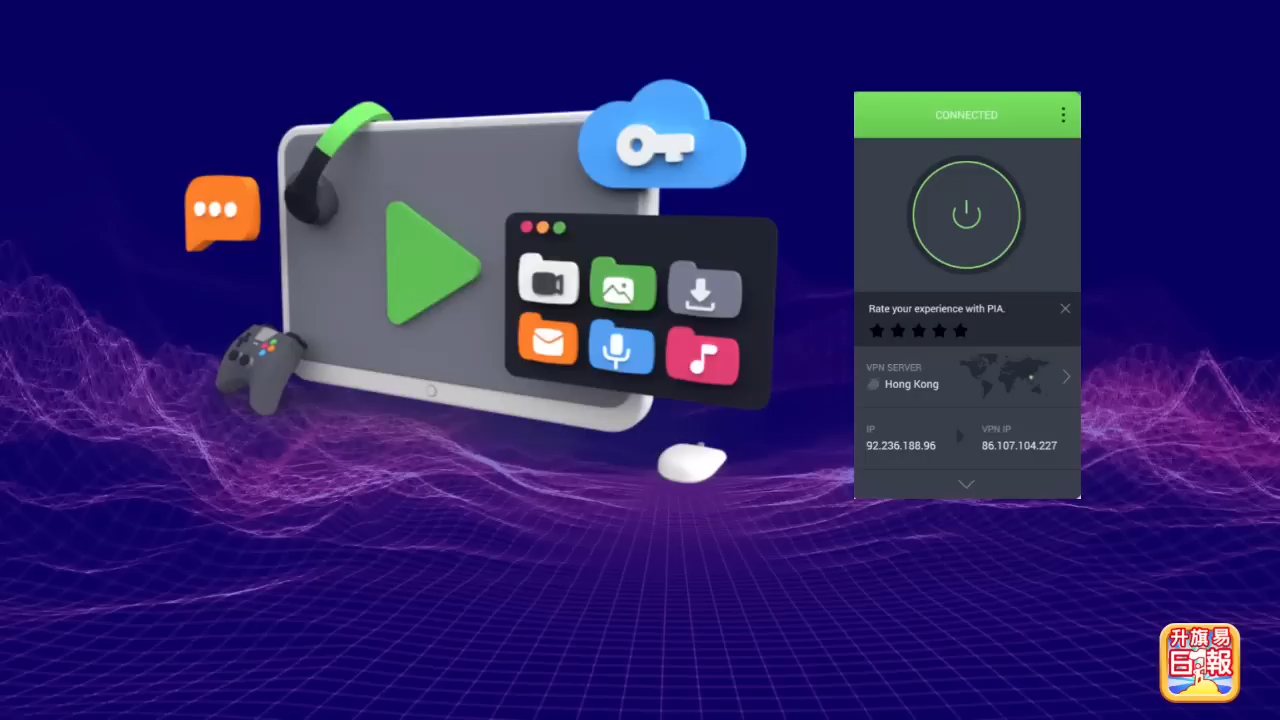 CONNECTED
Rate your experience with PIA.
VPN SERVER
Hong Kong
IP
VPN IP
92.236.188.96
86.107.104.227
升旗易
日報